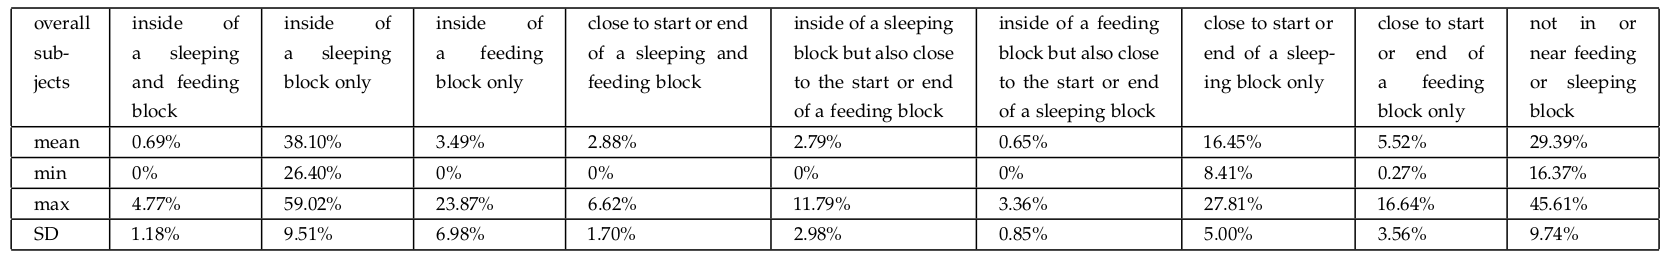 overall inside of inside of inside of close to start or end inside of a sleeping inside of a feeding close to start or close to start not in or
sub- a sleeping a sleeping a feeding of a sleeping and block but also close block but also close end of a sleep- or end of near feeding
jects and feeding block only block only feeding block to the start or end to the start or end ing block only a feeding or sleeping
block of a feeding block of a sleeping block block only block
mean 0.69% 38.10% 3.49% 2.88% 2.79% 0.65% 16.45% 5.52% 29.39%
min 0% 26.40% 0% 0% 0% 0% 8.41% 0.27% 16.37%
max 4.77% 59.02% 23.87% 6.62% 11.79% 3.36% 27.81% 16.64% 45.61%
SD 1.18% 9.51% 6.98% 1.70% 2.98% 0.85% 5.00% 3.56% 9.74%